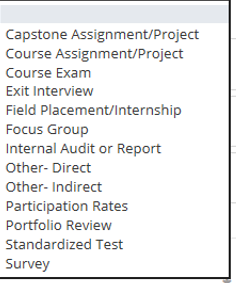 Capstone Assignment/Project
Course Assignment/Project
Course Exam
Exit Interview
Field Placement/Internship
Focus Group
Internal Audit or Report
Other- Direct
Other- Indirect
Participation Rates
Portfolio Review
Standardized Test
Survey